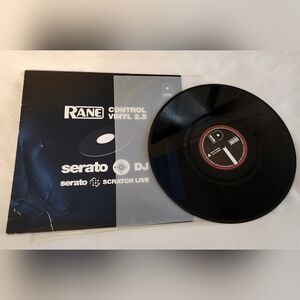 RANE CONTROL
VINYL 2.5
serato DJ
serato SCRATCH LIVE